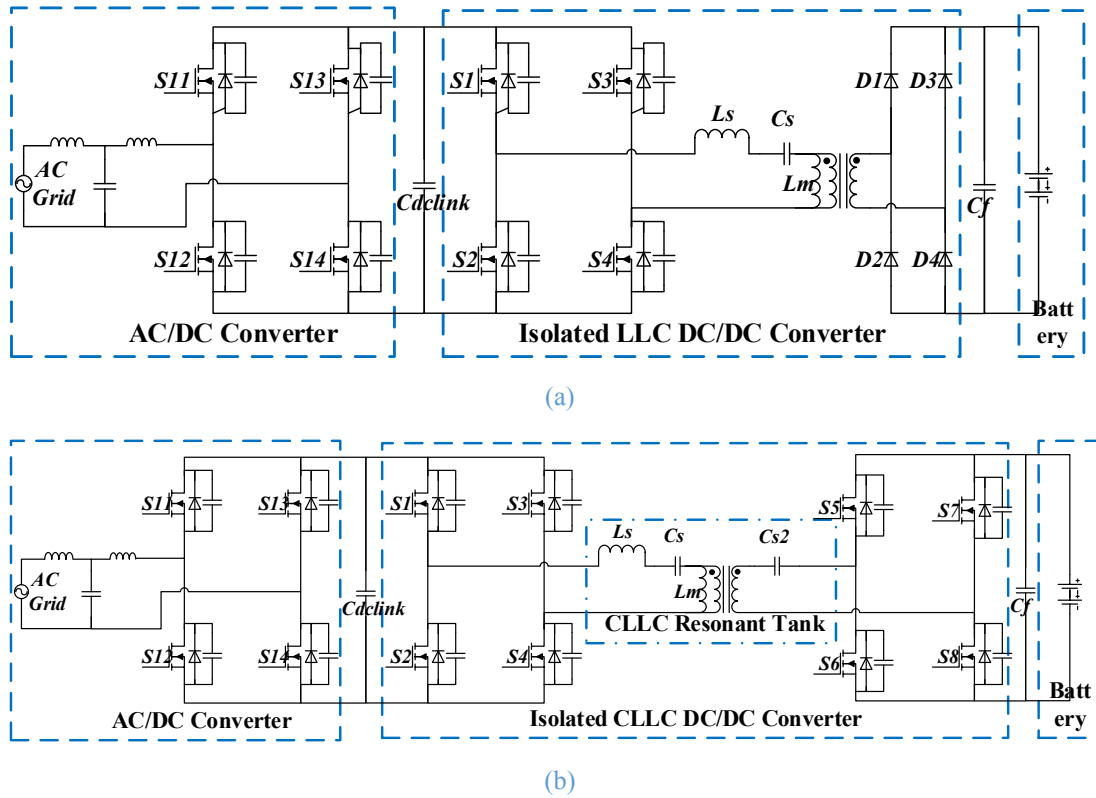 S11
S13
S1
S3
D1
D3
Ls
Cs
AC
Grid
Cdclink
Lm
Cf
+
-
S12
S14
S2
S4
D2
D4
Batt
ery
AC/DC Converter
Isolated LLC DC/DC Converter
(a)
S11
S13
S1
S3
S5
S7
Ls
Cs
Cs2
AC
Grid
Cdclink
Lm
Cf
+
-
CLLC Resonant Tank
S12
S14
S2
S4
S6
S8
Batt
ery
AC/DC Converter
Isolated CLLC DC/DC Converter
(b)